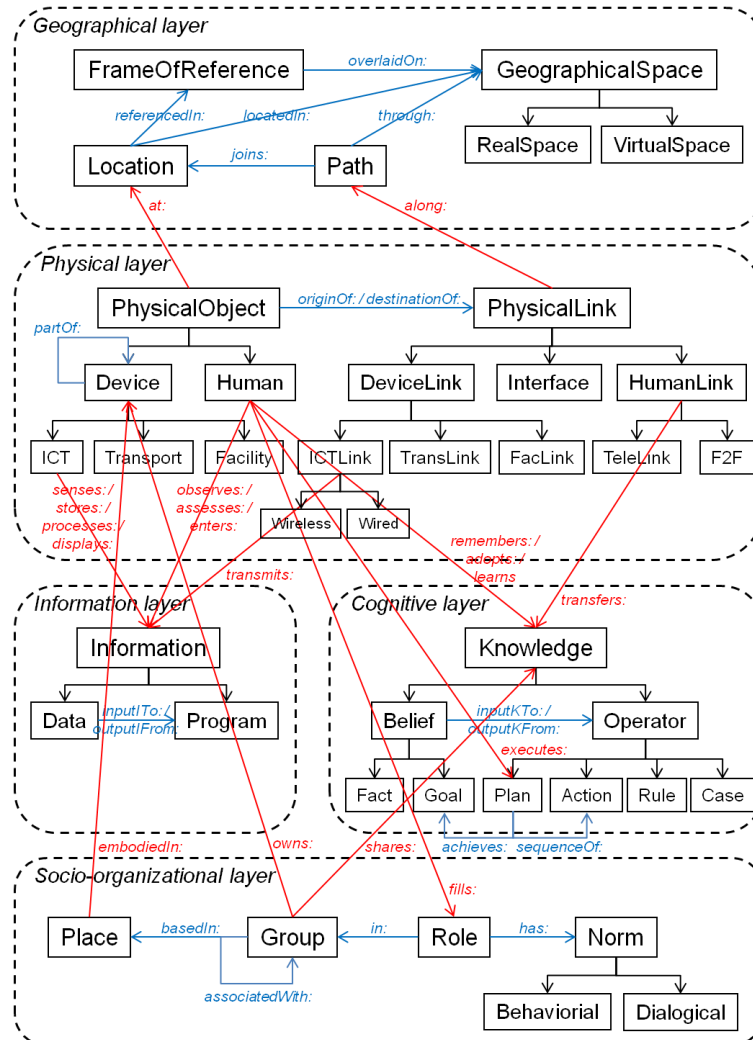 Geographical layer
FrameOfReference
overlaidOn:
GeographicalSpace
referencedIn:
locatedIn:
through:
RealSpace
VirtualSpace
Location
joins:
Path
at:
along:
Physical layer
PhysicalObject
originOf: / destinationOf:
PhysicalLink
partOf:
Device
Human
DeviceLink
Interface
HumanLink
ICT
Transport
Facility
ICTLink
TransLink
FacLink
TeleLink
F2F
senses: /
stores: /
processes: /
displays:
observes: /
assesses: /
enters:
Wireless
Wired
remembers: /
adopts: /
learns
transmits:
transfers:
Information layer
Cognitive layer
Information
Knowledge
Data
inputITo: /
outputIFrom:
Program
Belief
inputKTo: /
outputKFrom:
Operator
executes:
Fact
Goal
Plan
Action
Rule
Case
achieves:
sequenceOf:
embodiedIn:
owns:
shares:
Socio-organizational layer
fills:
Place
basedIn:
Group
in:
Role
has:
Norm
associatedWith:
Behaviorial
Dialogical